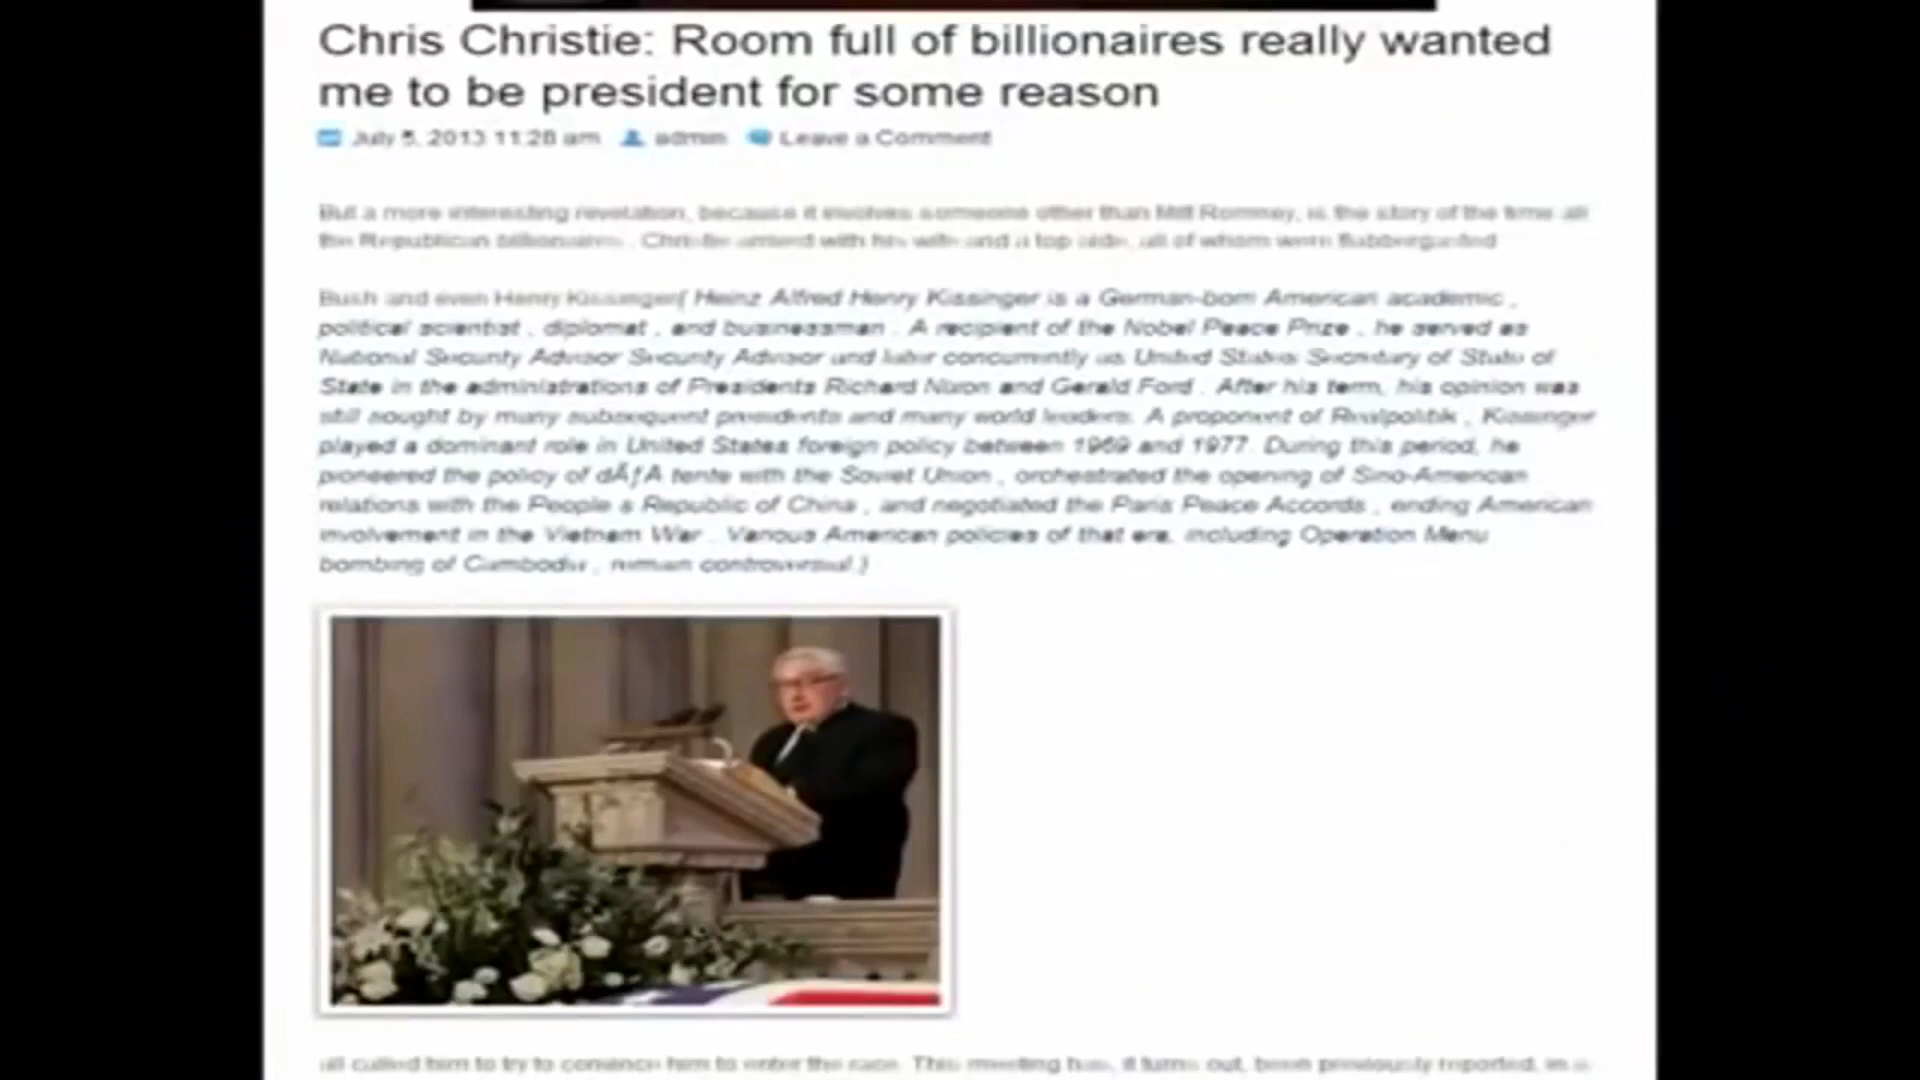 Chris Christie: Room full of billionaires really wanted
me to be president for some reason
July 5, 2013 11:28 am admin Leave a Comment
But a more interesting revelation, because it involves someone other than Mitt Romney, is the story of the time all
the Republican billionaires . Christie arrived with his wife and a top aide, all of whom were flabbergasted
Bush and even Henry Kissinger( Heinz Alfred Henry Kissinger is a German-born American academic ,
political scientist , diplomat , and businessman . A recipient of the Nobel Peace Prize , he served as
National Security Advisor Security Advisor and later concurrently as United States Secretary of State of
State in the administrations of Presidents Richard Nixon and Gerald Ford . After his term, his opinion was
still sought by many subsequent presidents and many world leaders. A proponent of Realpolitik , Kissinger
played a dominant role in United States foreign policy between 1969 and 1977. During this period, he
pioneered the policy of dÃƒÂ tente with the Soviet Union , orchestrated the opening of Sino-American
relations with the People s Republic of China , and negotiated the Paris Peace Accords , ending American
involvement in the Vietnam War . Various American policies of that era, including Operation Menu
bombing of Cambodia , remain controversial.)
all called him to try to convince him to enter the race. This meeting has, it turns out, been previously reported, in a